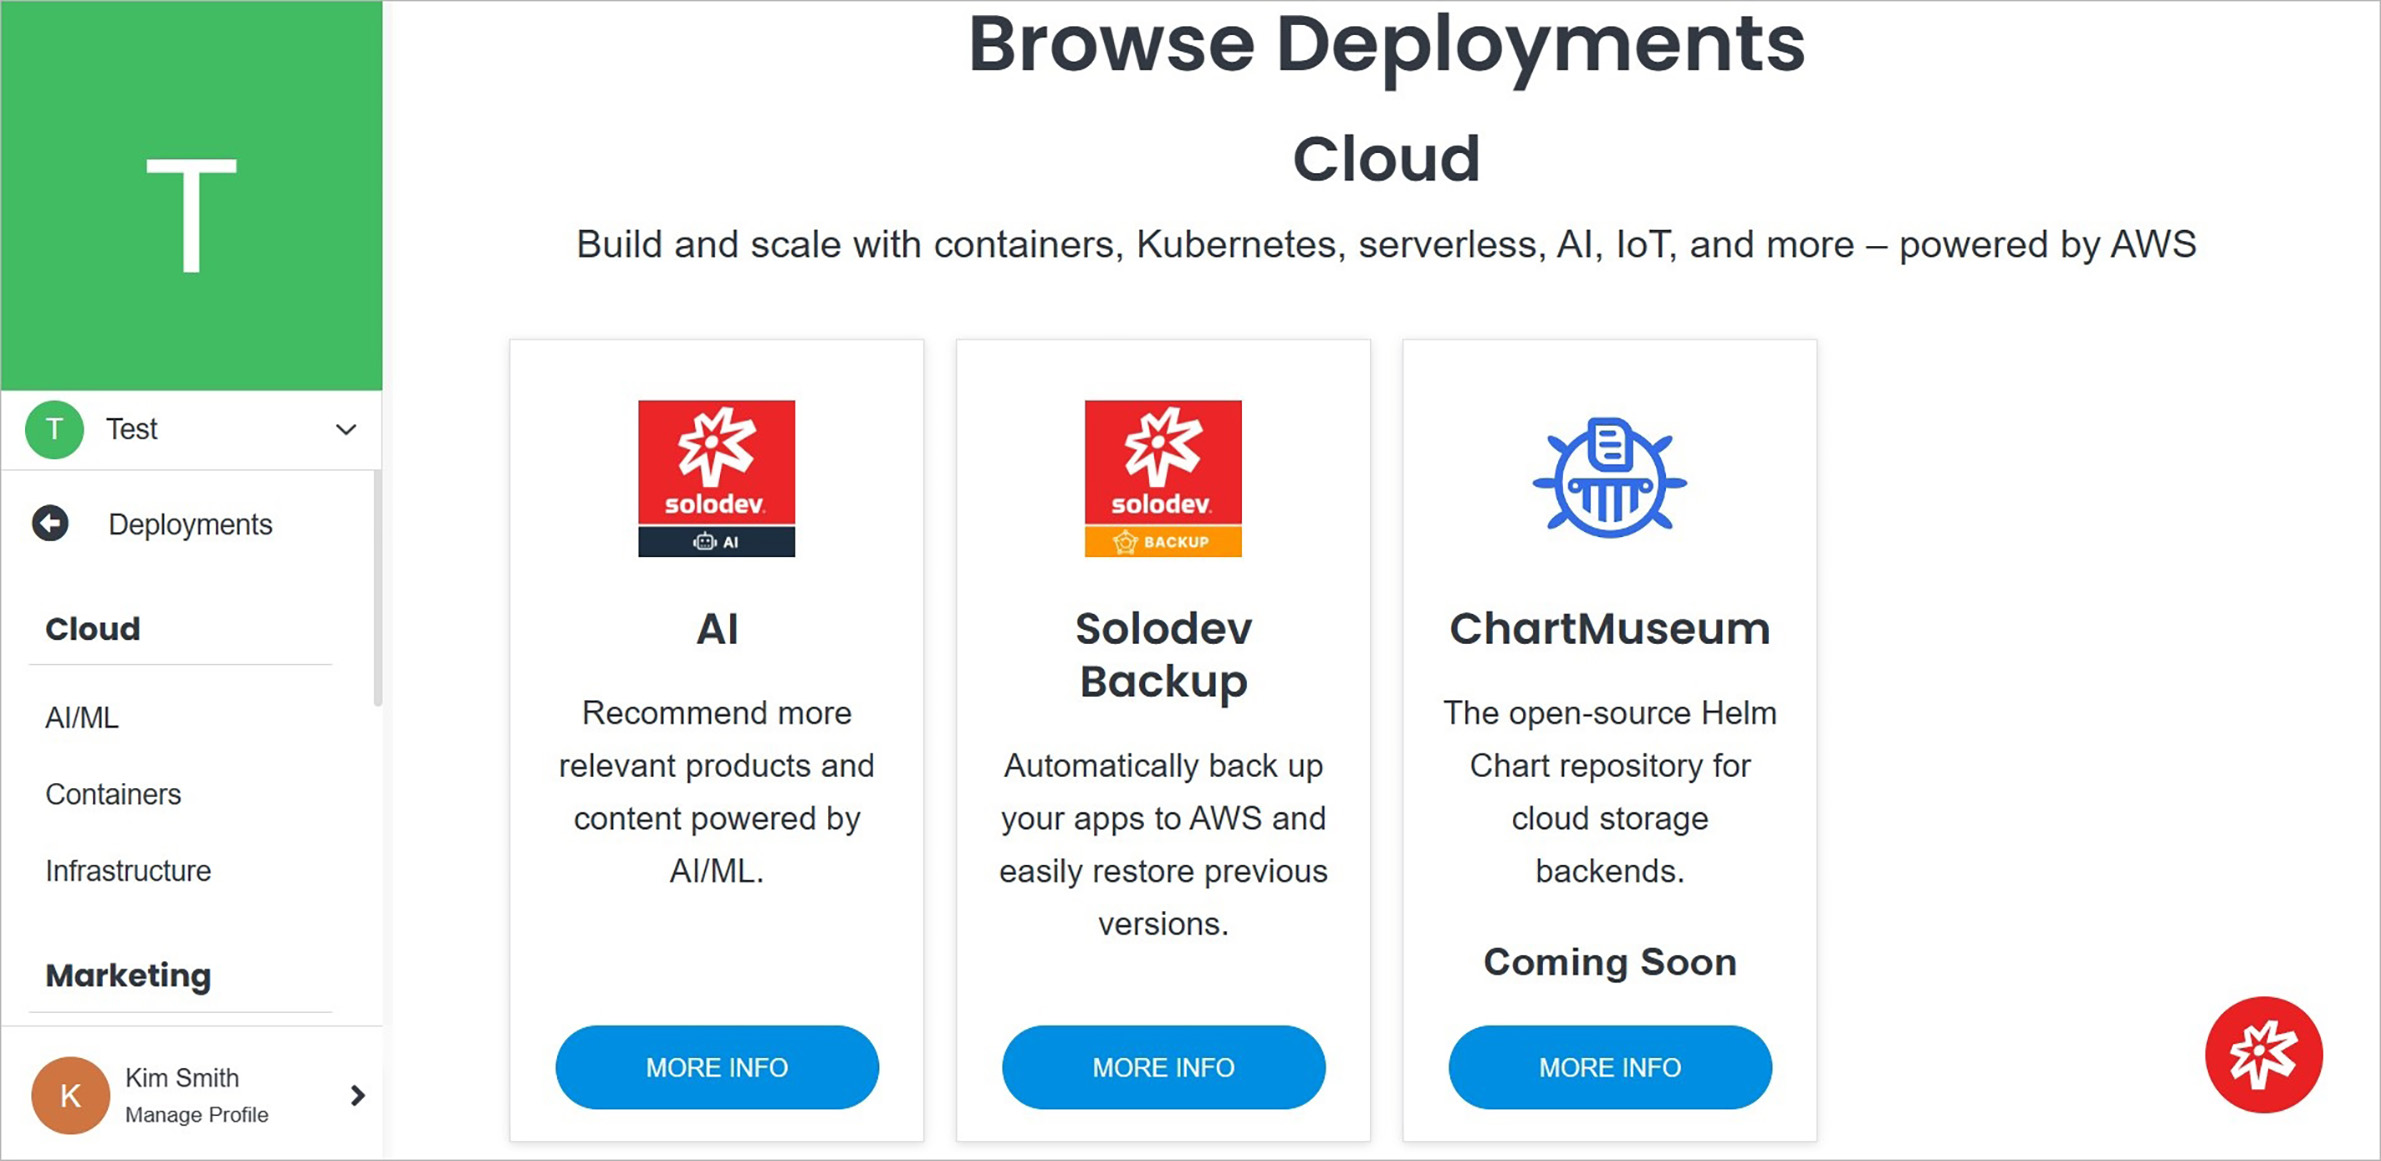 T
T
Test
Deployments
Cloud
AI/ML
Containers
Infrastructure
Marketing
K
Kim Smith
Manage Profile
Browse Deployments
Cloud
Build and scale with containers, Kubernetes, serverless, AI, IoT, and more – powered by AWS
solodev.
AI
AI
Recommend more
relevant products and
content powered by
AI/ML.
MORE INFO
solodev.
BACKUP
Solodev
Backup
Automatically back up
your apps to AWS and
easily restore previous
versions.
MORE INFO
ChartMuseum
The open-source Helm
Chart repository for
cloud storage
backends.
Coming Soon
MORE INFO